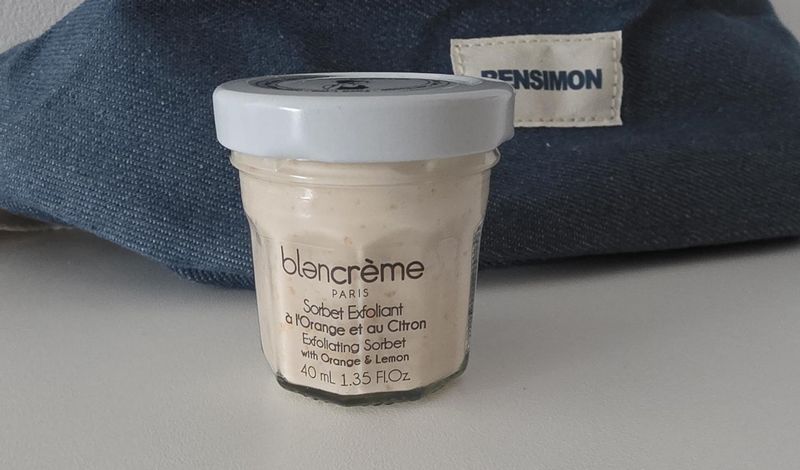 BENSIMON
blancrème
PARIS
Sorbet Exfoliant
à l'Orange et au Citron
Exfoliating Sorbet
with Orange & Lemon
40 mL 1.35 Fl.Oz